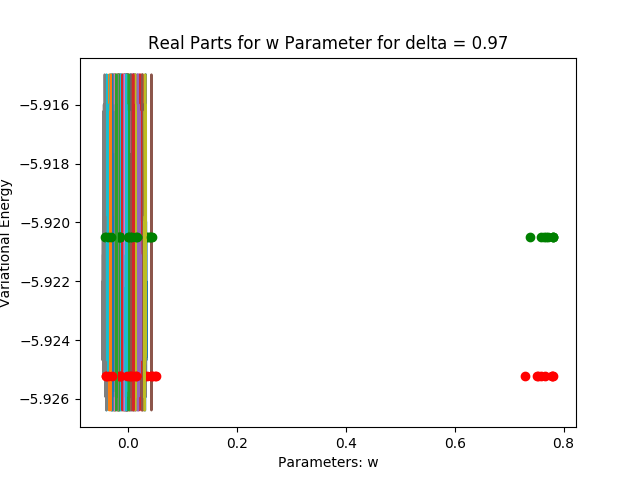 Real Parts for w Parameter for delta = 0.97
−5.916
−5.918
−5.920
−5.922
−5.924
−5.926
Variational Energy
0.0 0.2 0.4 0.6 0.8
Parameters: w